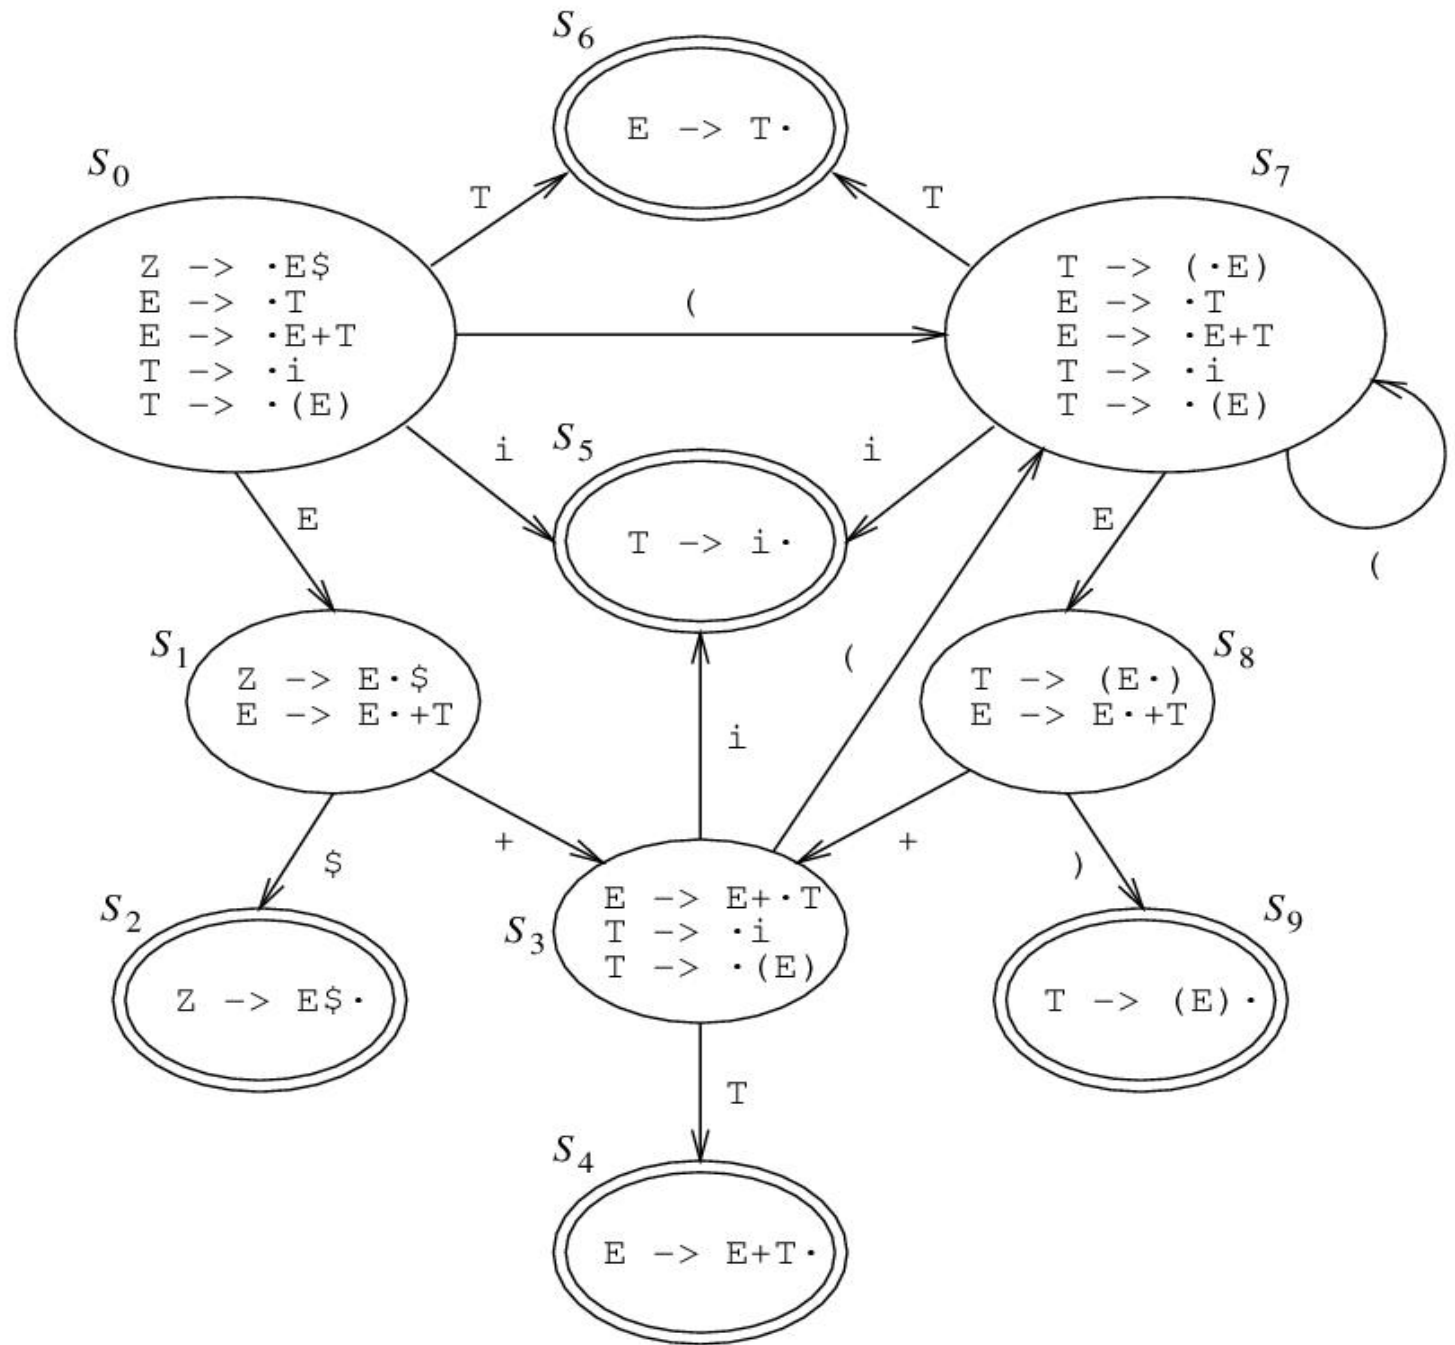 S6
E -> T·
S0
T
T
S7
Z -> ·E$
E -> ·T
E -> ·E+T
T -> ·i
T -> ·(E)
(
T -> (·E)
E -> ·T
E -> ·E+T
T -> ·i
T -> ·(E)
i
S5
i
E
T -> i·
E
(
S1
Z -> E·$
E -> E·+T
(
T -> (E·)
E -> E·+T
S8
i
$
+
+
)
S2
Z -> E$·
S3
E -> E+·T
T -> ·i
T -> ·(E)
S9
T -> (E)·
T
S4
E -> E+T·